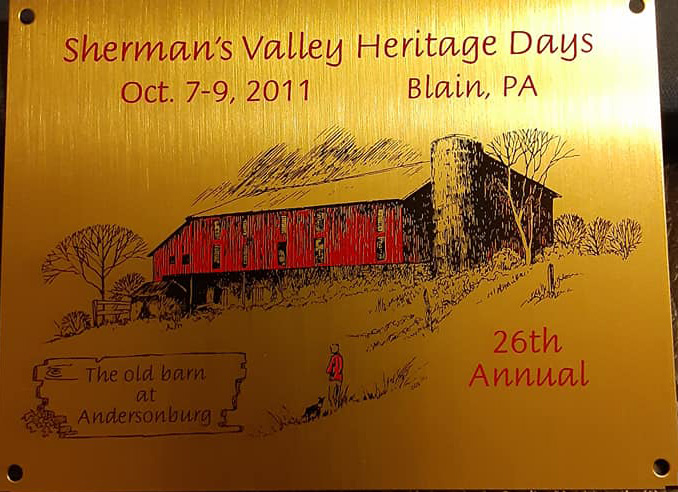 Sherman's Valley Heritage Days
Oct. 7-9, 2011 Blain, PA
26th
Annual
The old barn
at
Andersonburg